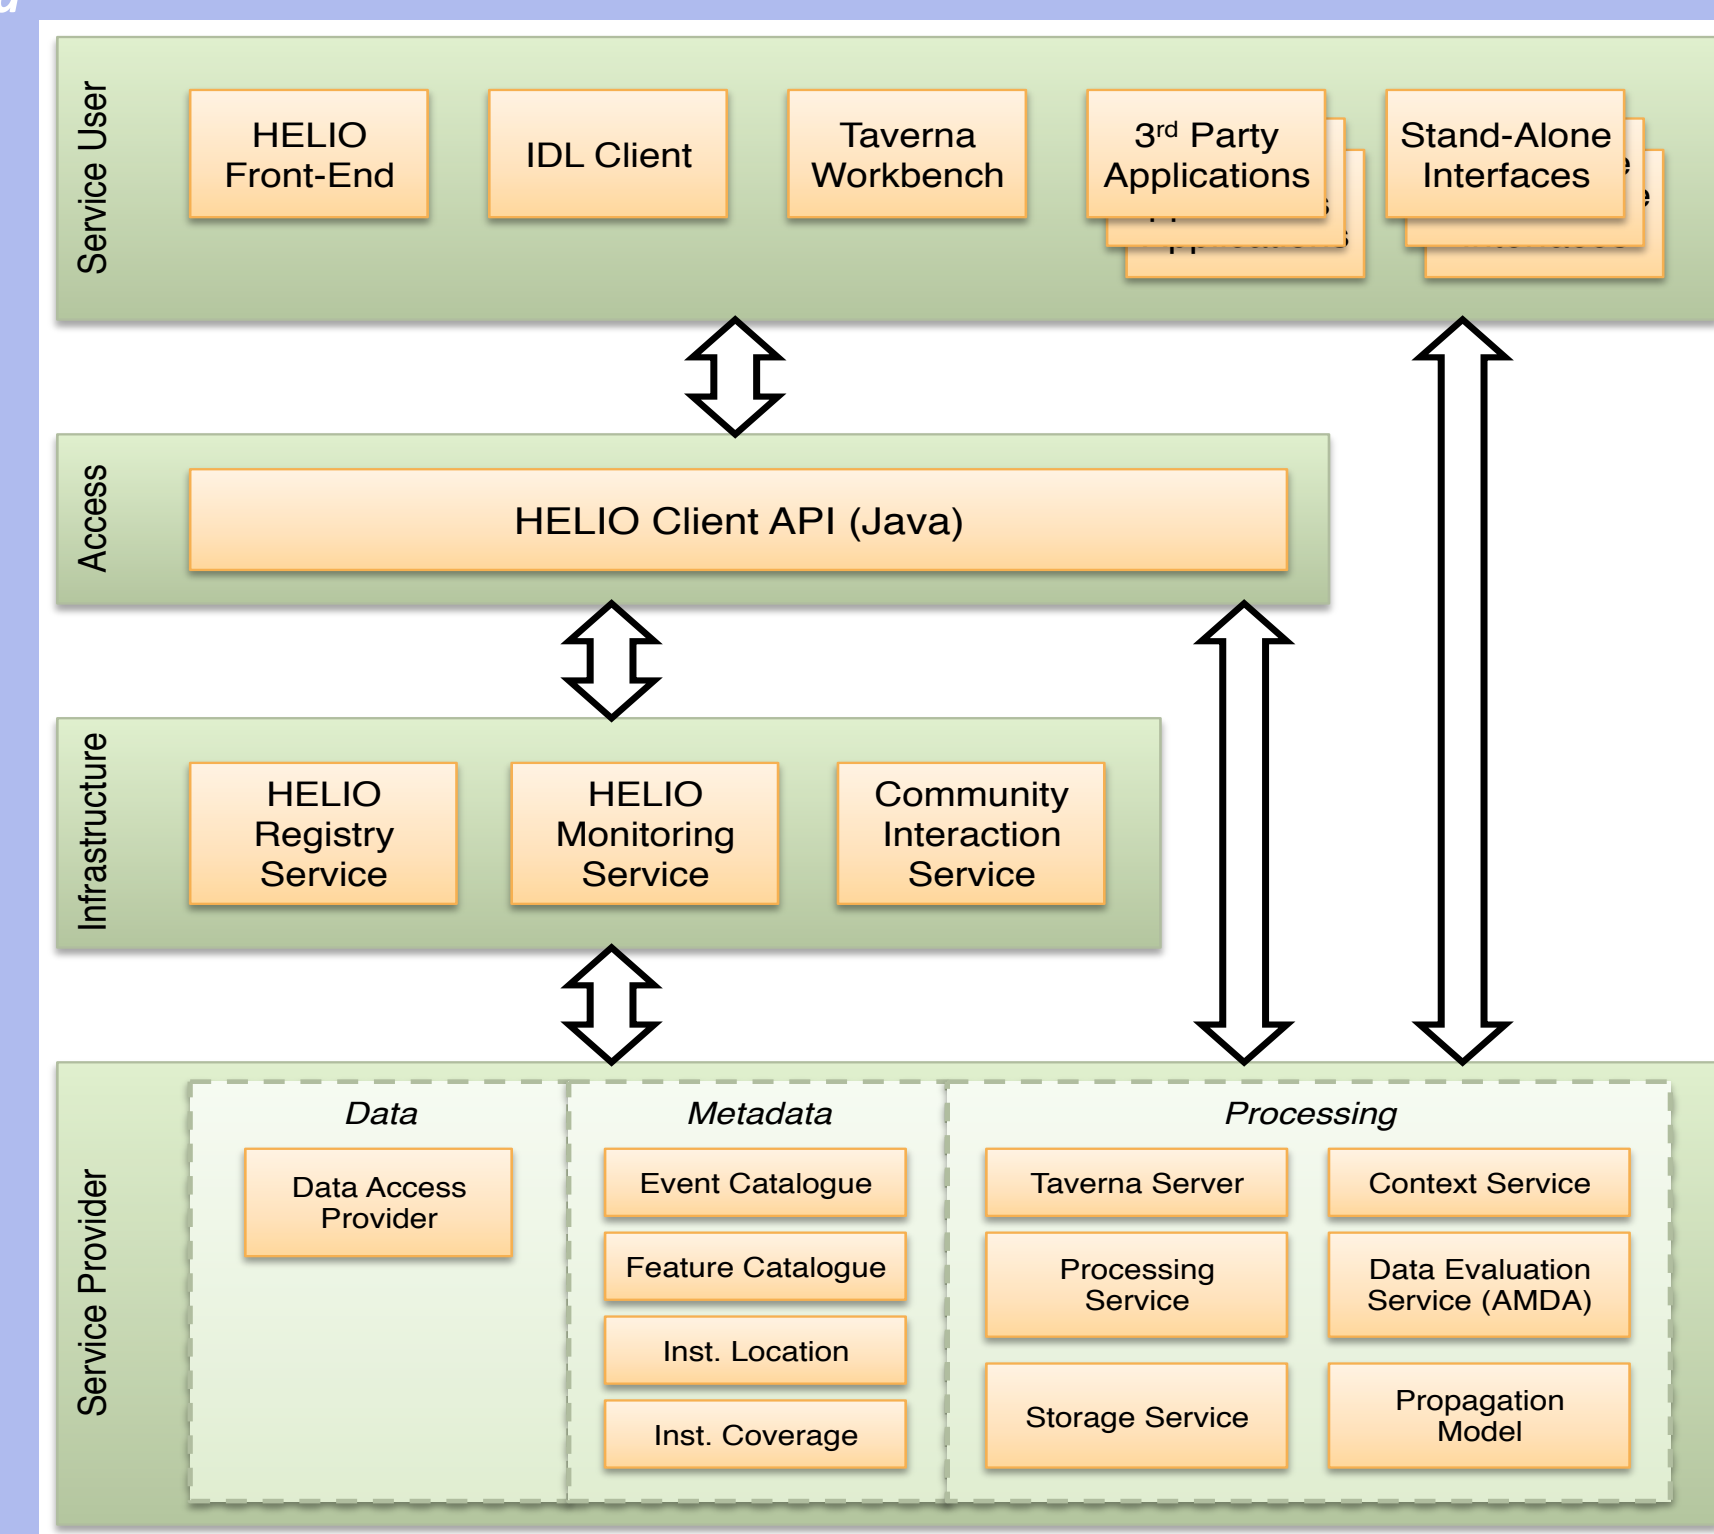 Service User
HELIO
Front-End
IDL Client
Taverna
Workbench
3rd Party
Applications
Stand-Alone
Interfaces
Access
HELIO Client API (Java)
Infrastructure
HELIO
Registry
Service
HELIO
Monitoring
Service
Community
Interaction
Service
Service Provider
Data
Data Access
Provider
Metadata
Event Catalogue
Feature Catalogue
Inst. Location
Inst. Coverage
Processing
Taverna Server
Context Service
Processing
Service
Data Evaluation
Service (AMDA)
Storage Service
Propagation
Model